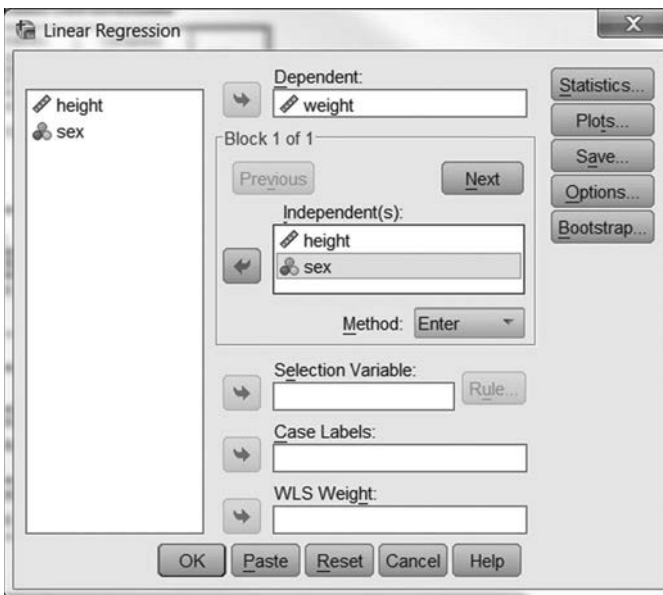 Linear Regression
X
height
sex
Dependent:
weight
Block 1 of 1
Previous
Next
Independent(s):
height
sex
Method: Enter
Selection Variable:
Rule...
Case Labels:
WLS Weight:
Statistics...
Plots...
Save...
Options...
Bootstrap...
OK Paste Reset Cancel Help